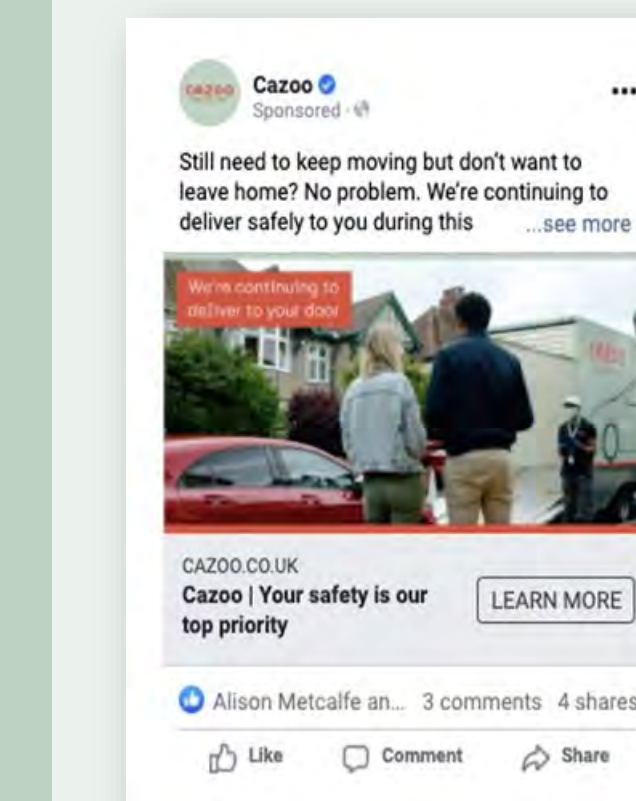 cazoo
Cazoo
Sponsored ·
...
Still need to keep moving but don't want to
leave home? No problem. We're continuing to
deliver safely to you during this ...see more
We're continuing to
deliver to your door
cazoo
CAZOO.CO.UK
Cazoo | Your safety is our
top priority
LEARN MORE
Alison Metcalfe an... 3 comments 4 shares
Like Comment Share